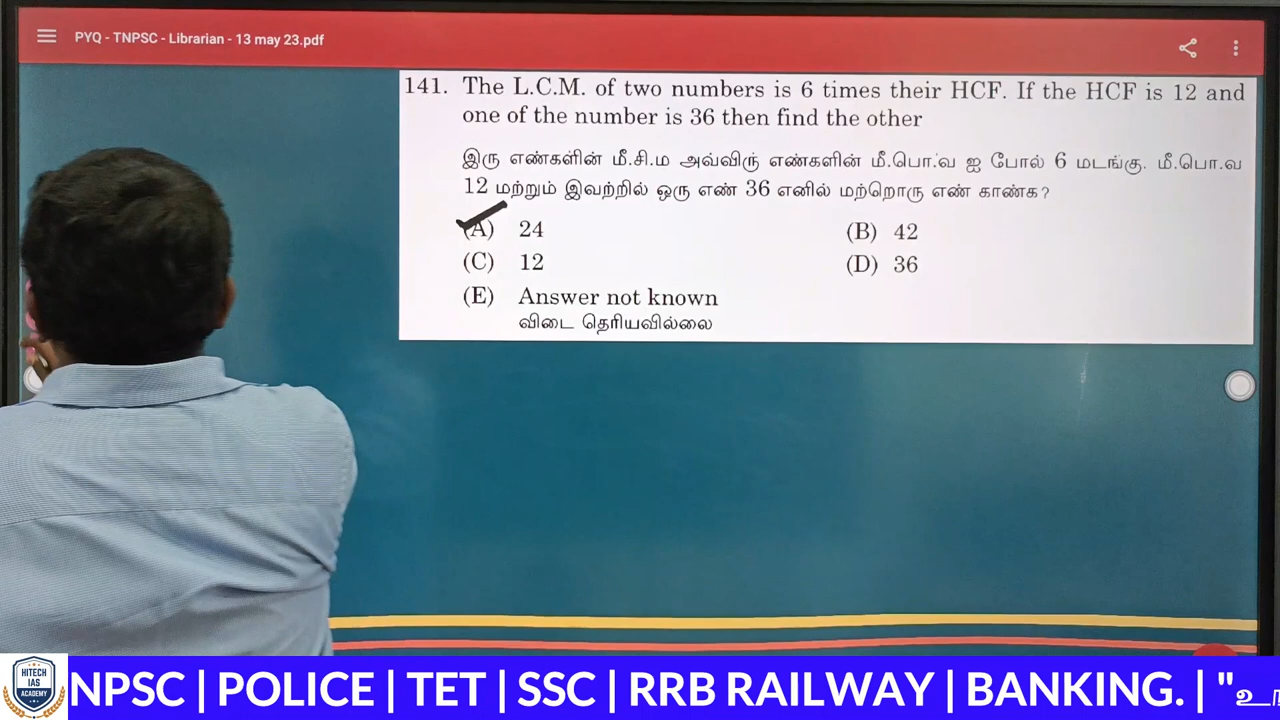 PYQ - TNPSC - Librarian - 13 may 23.pdf
141. The L.C.M. of two numbers is 6 times their HCF. If the HCF is 12 and
one of the number is 36 then find the other
இரு எண்களின் மீ.சி.ம அவ்விரு எண்களின் மீ.பொ.வ ஐ போல் 6 மடங்கு. மீ.பொ.வ
12 மற்றும் இவற்றில் ஒரு எண் 36 எனில் மற்றொரு எண் காண்க?
(A) 24 (B) 42
(C) 12 (D) 36
(E) Answer not known
விடை தெரியவில்லை
HITECH
IAS
ACADEMY
NPSC | POLICE | TET | SSC | RRB RAILWAY | BANKING. | "